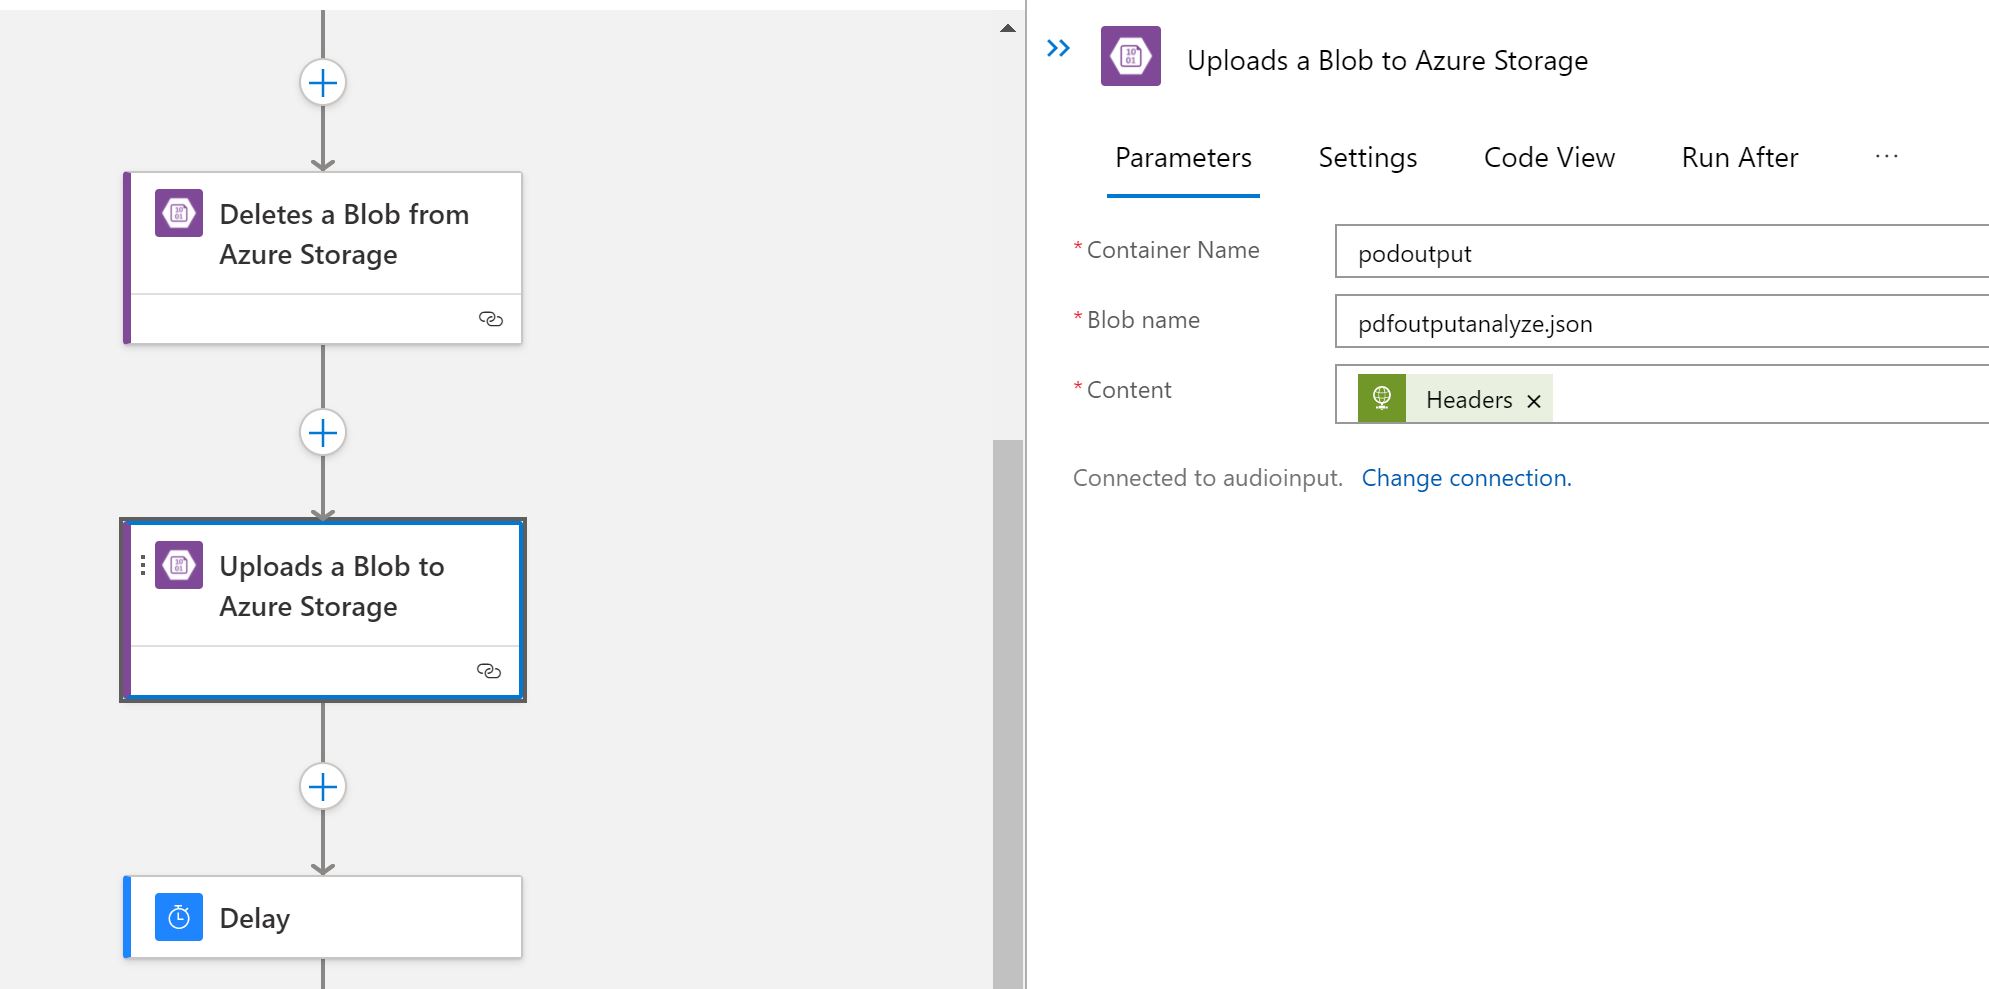 Deletes a Blob from
Azure Storage
Uploads a Blob to
Azure Storage
Delay
Uploads a Blob to Azure Storage
Parameters
Settings
Code View
Run After
...
* Container Name
podoutput
* Blob name
pdfoutputanalyze.json
* Content
Headers ×
Connected to audioinput. Change connection.